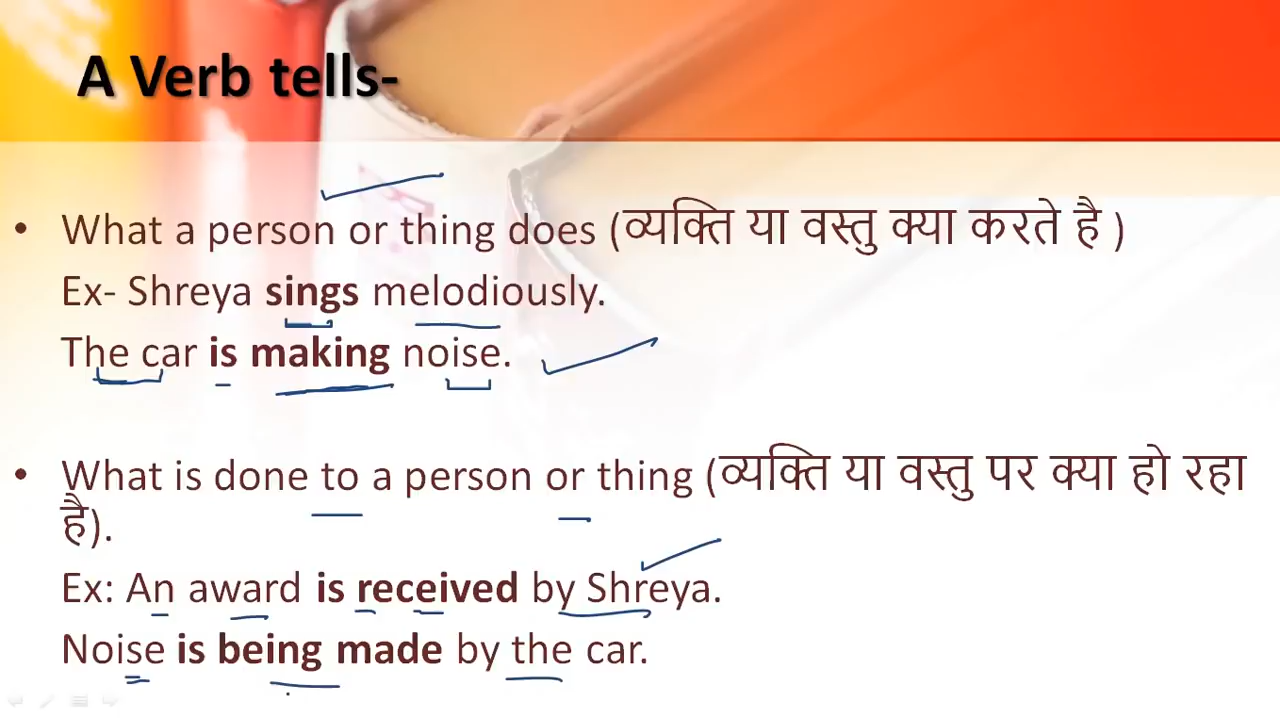 A Verb tells-
• What a person or thing does (व्यक्ति या वस्तु क्या करते है )
Ex- Shreya sings melodiously.
The car is making noise.
• What is done to a person or thing (व्यक्ति या वस्तु पर क्या हो रहा
है).
Ex: An award is received by Shreya.
Noise is being made by the car.